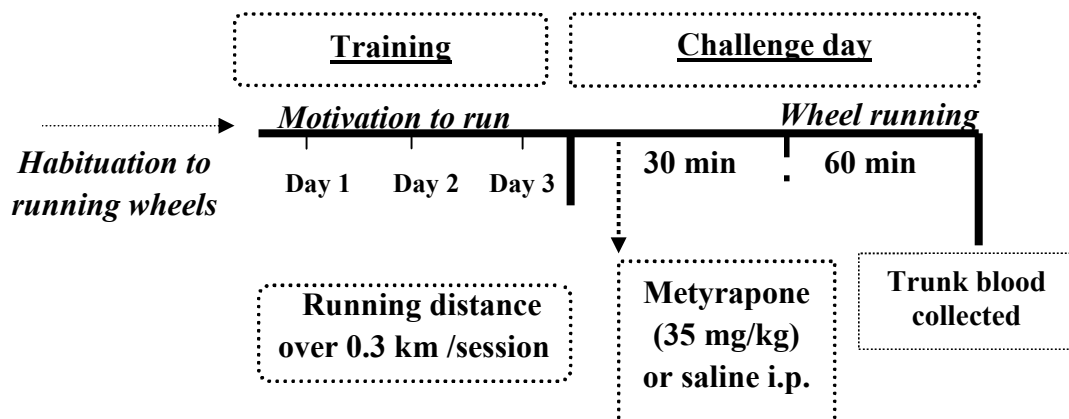 Training
Challenge day
Motivation to run
Wheel running
Habituation to
running wheels
Day 1
Day 2
Day 3
30 min
60 min
Running distance
over 0.3 km /session
Metyrapone
(35 mg/kg)
or saline i.p.
Trunk blood
collected